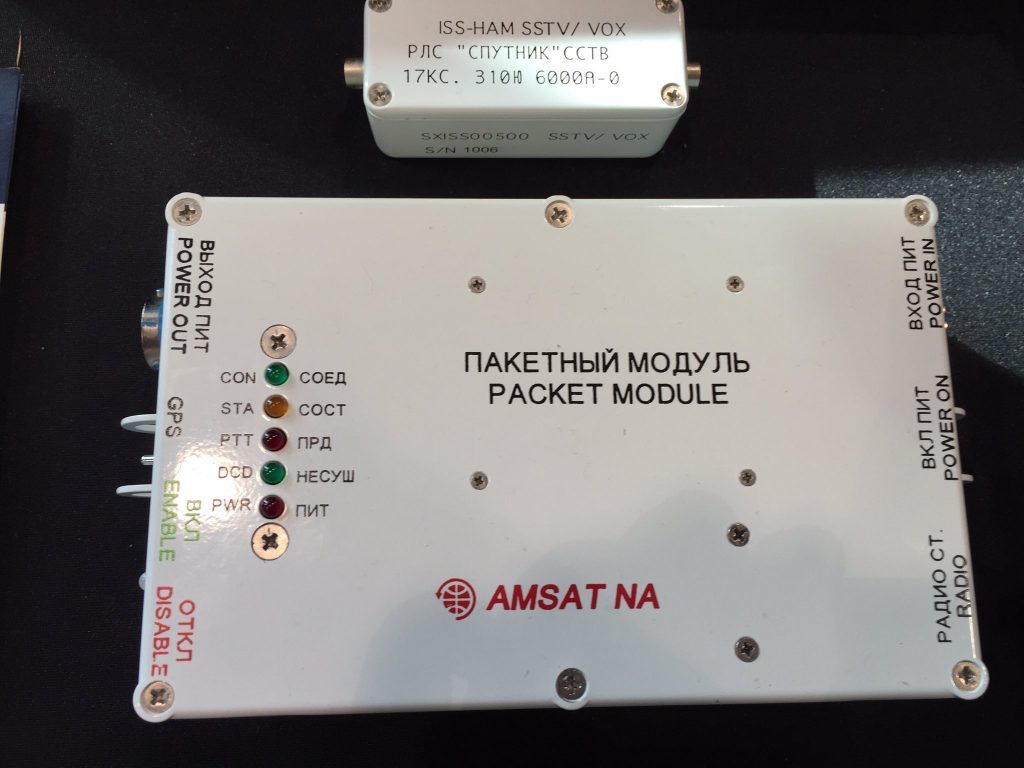 ISS-HAM SSTV/ VOX
РЛС "СПУТНИК"ССТВ
17КС. 310Ю 6000А-0
SXISS00500 SSTV/ VOX
S/N 1006
ВЫХОД ПИТ
POWER OUT
GPS
ВКЛ
ENABLE
ОТКЛ
DISABLE
CON СОЕД
STA СОСТ
PTT ПРД
DCD НЕСУШ
PWR ПИТ
ПАКЕТНЫЙ МОДУЛЬ
PACKET MODULE
AMSAT NA
ВХОД ПИТ
POWER IN
ВКЛ ПИТ
POWER ON
РАДИО СТ.
RADIO